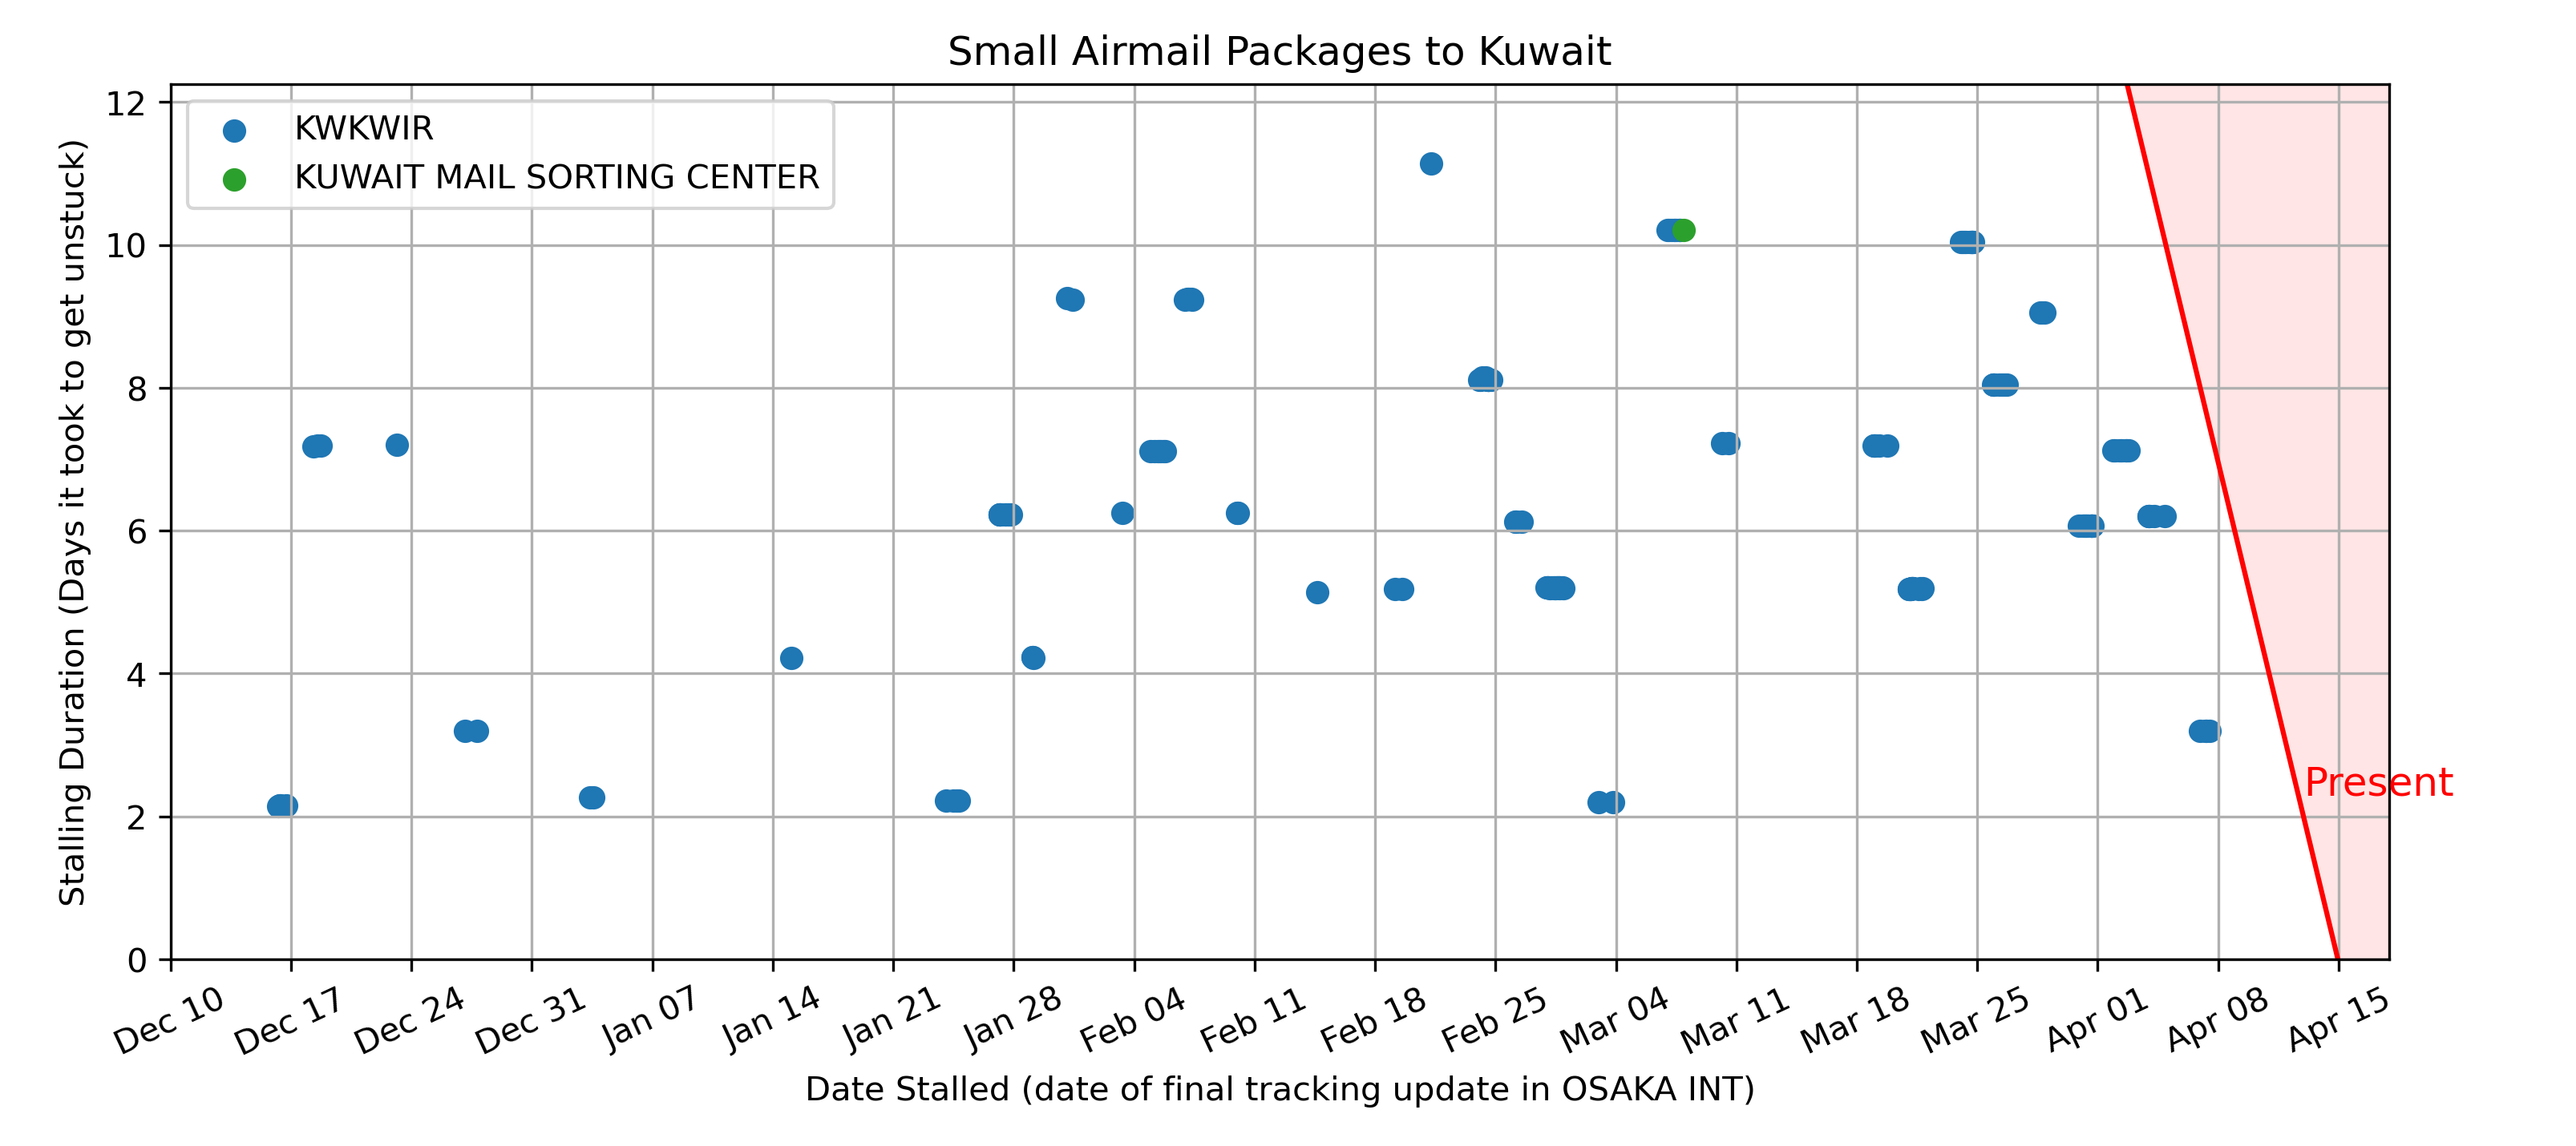 Small Airmail Packages to Kuwait
KWKWIR
KUWAIT MAIL SORTING CENTER
Stalling Duration (Days it took to get unstuck)
12
10
8
6
4
2
0
Present
Dec 10
Dec 17
Dec 24
Dec 31
Jan 07
Jan 14
Jan 21
Jan 28
Feb 04
Feb 11
Feb 18
Feb 25
Mar 04
Mar 11
Mar 18
Mar 25
Apr 01
Apr 08
Apr 15
Date Stalled (date of final tracking update in OSAKA INT)